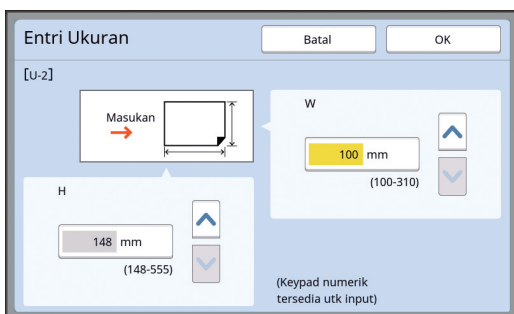 Entri Ukuran
Batal
OK
[U-2]
Masukan
W
100 mm
(100-310)
H
148 mm
(148-555)
(Keypad numerik
tersedia utk input)